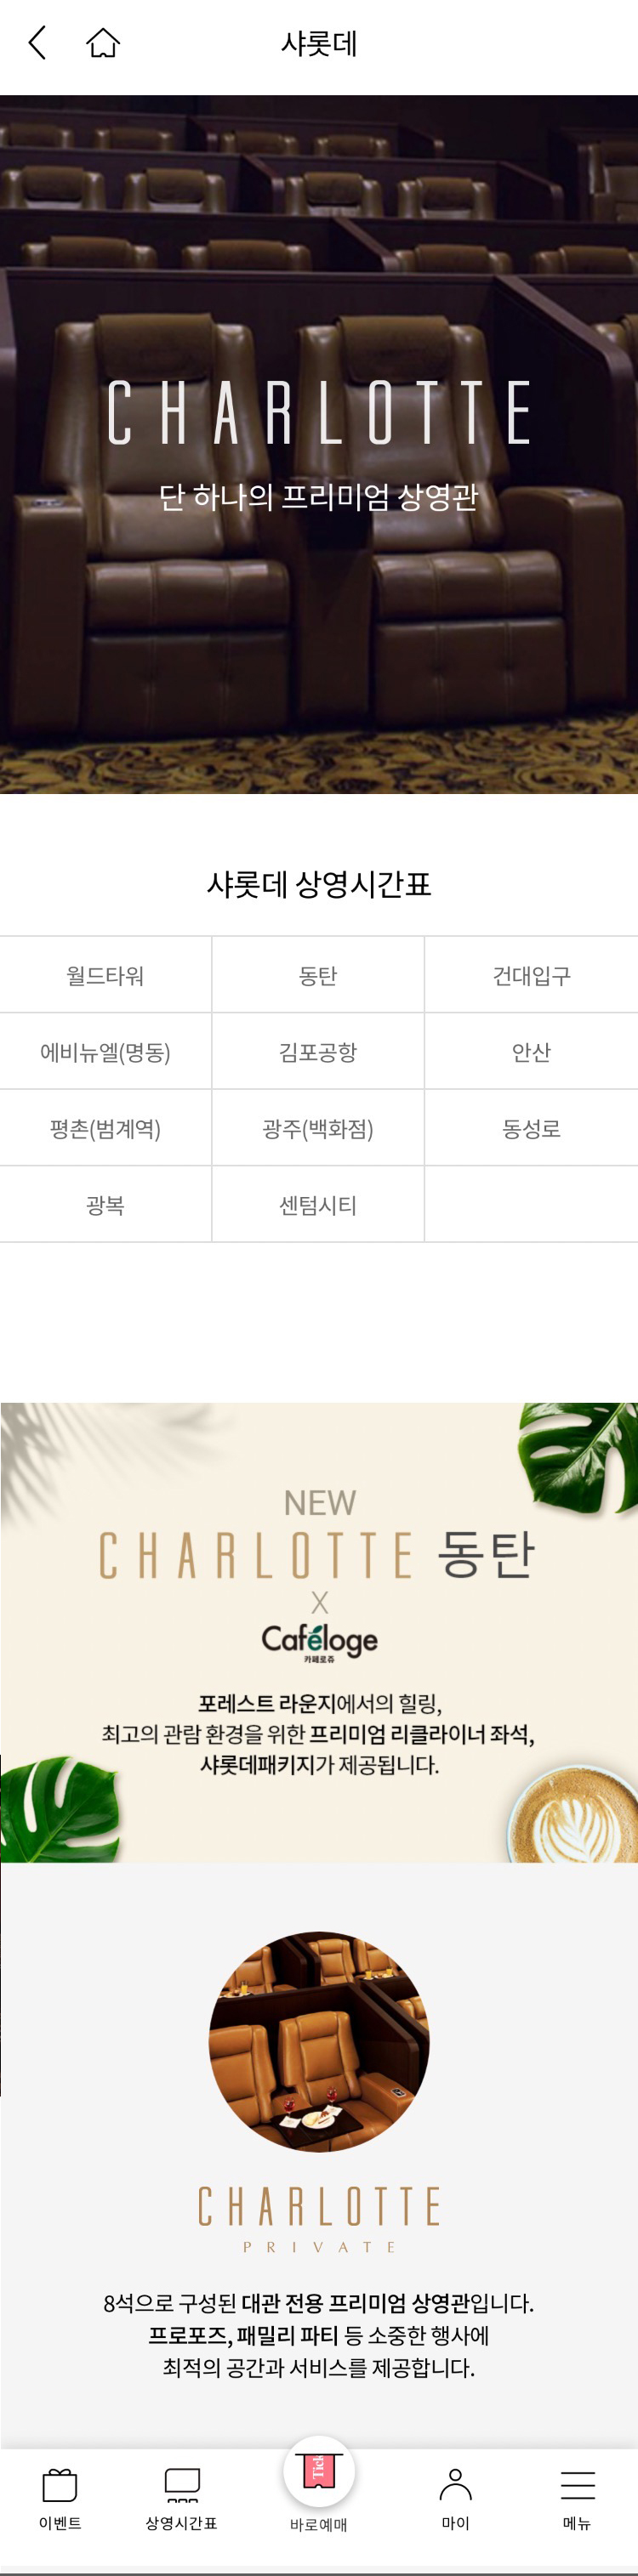 샤롯데
CHARLOTTE
단 하나의 프리미엄 상영관
샤롯데 상영시간표
월드타워 동탄 건대입구
에비뉴엘(명동) 김포공항 안산
평촌(범계역) 광주(백화점) 동성로
광복 센텀시티
NEW
CHARLOTTE 동탄
X
Caféloge
카페로쥬
포레스트 라운지에서의 힐링,
최고의 관람 환경을 위한 프리미엄 리클라이너 좌석,
샤롯데패키지가 제공됩니다.
CHARLOTTE
PRIVATE
8석으로 구성된 대관 전용 프리미엄 상영관입니다.
프로포즈, 패밀리 파티 등 소중한 행사에
최적의 공간과 서비스를 제공합니다.
Tick
이벤트 상영시간표 바로예매 마이 메뉴